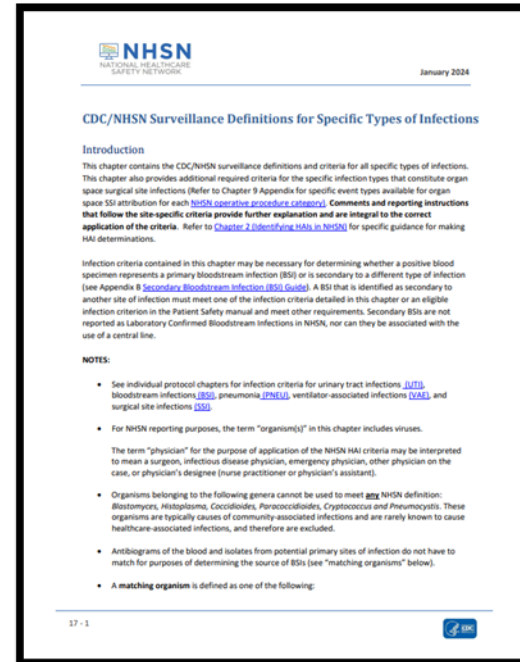 NHSN
NATIONAL HEALTHCARE
SAFETY NETWORK
January 2024
CDC/NHSN Surveillance Definitions for Specific Types of Infections
Introduction
This chapter contains the CDC/NHSN surveillance definitions and criteria for all specific types of infections.
This chapter also provides additional required criteria for the specific infection types that constitute organ
space surgical site infections (Refer to Chapter 9 Appendix for specific event types available for organ
space SSI attribution for each NHSN operative procedure category). Comments and reporting instructions
that follow the site-specific criteria provide further explanation and are integral to the correct
application of the criteria. Refer to Chapter 2 (Identifying HAIs in NHSN) for specific guidance for making
HAI determinations.
Infection criteria contained in this chapter may be necessary for determining whether a positive blood
specimen represents a primary bloodstream infection (BSI) or is secondary to a different type of infection
(see Appendix B Secondary Bloodstream Infection (BSI) Guide). A BSI that is identified as secondary to
another site of infection must meet one of the infection criteria detailed in this chapter or an eligible
infection criterion in the Patient Safety manual and meet other requirements. Secondary BSIs are not
reported as Laboratory Confirmed Bloodstream Infections in NHSN, nor can they be associated with the
use of a central line.
NOTES:
• See individual protocol chapters for infection criteria for urinary tract infections (UTI),
bloodstream infections (BSI), pneumonia (PNEU), ventilator-associated infections (VAE), and
surgical site infections (SSI).
• For NHSN reporting purposes, the term “organism(s)” in this chapter includes viruses.
The term “physician” for the purpose of application of the NHSN HAI criteria may be interpreted
to mean a surgeon, infectious disease physician, emergency physician, other physician on the
case, or physician’s designee (nurse practitioner or physician’s assistant).
• Organisms belonging to the following genera cannot be used to meet any NHSN definition:
Blastomyces, Histoplasma, Coccidioides, Paracoccidioides, Cryptococcus and Pneumocystis. These
organisms are typically causes of community-associated infections and are rarely known to cause
healthcare-associated infections, and therefore are excluded.
• Antibiograms of the blood and isolates from potential primary sites of infection do not have to
match for purposes of determining the source of BSIs (see “matching organisms” below).
• A matching organism is defined as one of the following:
17 - 1
CDC